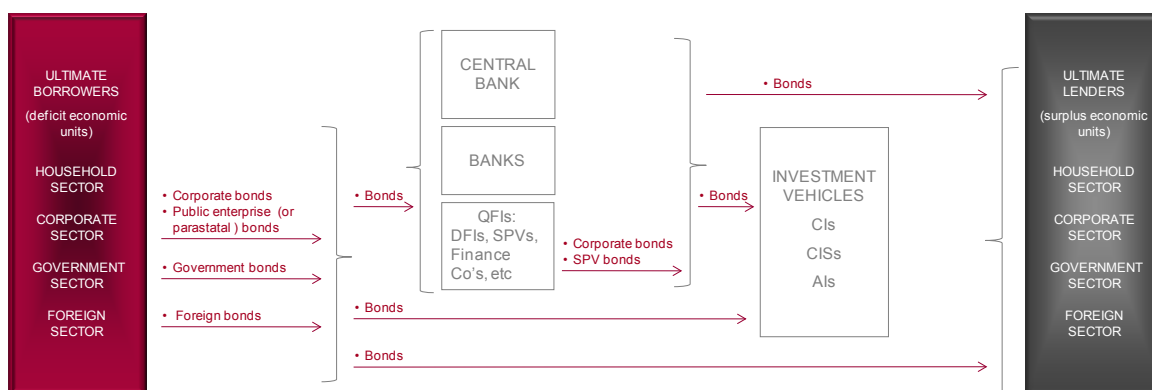 ULTIMATE
BORROWERS
(deficit economic
units)
HOUSEHOLD
SECTOR
CORPORATE
SECTOR
GOVERNMENT
SECTOR
FOREIGN
SECTOR
• Corporate bonds
• Public enterprise (or
parastatal ) bonds
• Government bonds
• Foreign bonds
• Bonds
CENTRAL
BANK
BANKS
QFIs:
DFIs, SPVs,
Finance
Co's, etc
• Corporate bonds
• SPV bonds
• Bonds
• Bonds
• Bonds
• Bonds
INVESTMENT
VEHICLES
CIs
CISs
AIs
ULTIMATE
LENDERS
(surplus economic
units)
HOUSEHOLD
SECTOR
CORPORATE
SECTOR
GOVERNMENT
SECTOR
FOREIGN
SECTOR